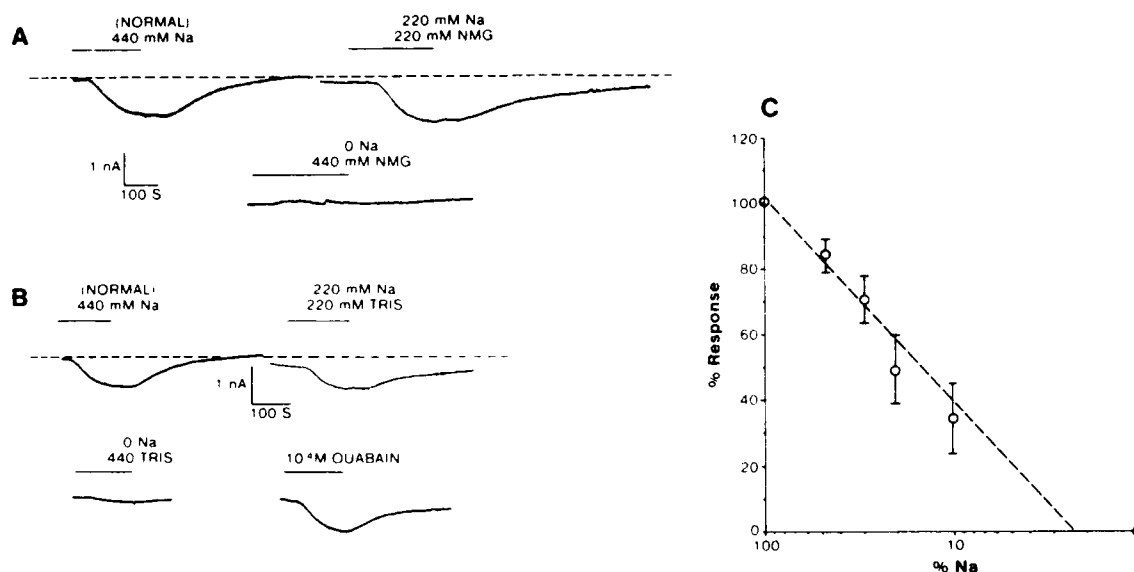 A
(NORMAL)
440 mM Na
220 mM Na
220 mM NMG
1 nA
100 S
0 Na
440 mM NMG
B
(NORMAL)
440 mM Na
220 mM Na
220 mM TRIS
1 nA
100 S
0 Na
440 TRIS
10⁻⁴M OUABAIN
C
% Response
120
100
80
60
40
20
0
100
10
% Na